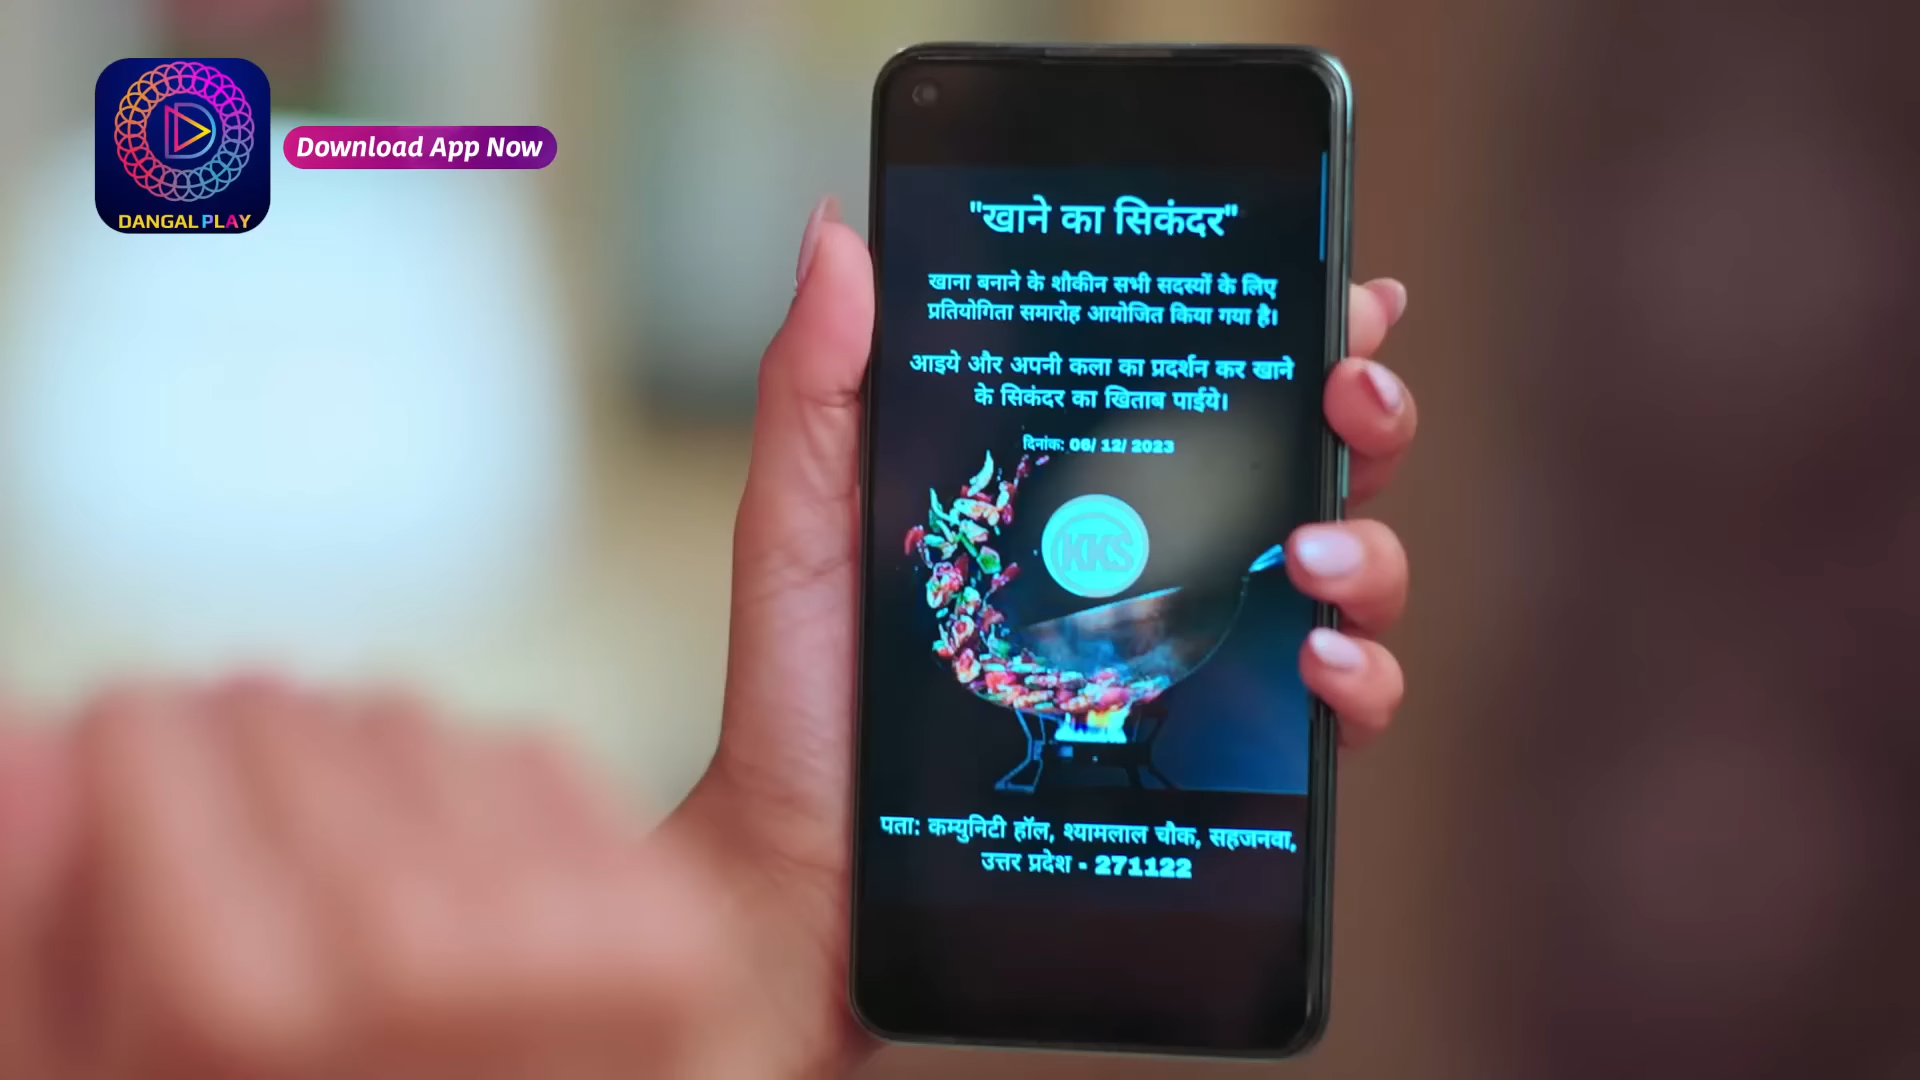 DANGAL PLAY
Download App Now
"खाने का सिकंदर"
खाना बनाने के शौकीन सभी सदस्यों के लिए
प्रतियोगिता समारोह आयोजित किया गया है।
आइये और अपनी कला का प्रदर्शन कर खाने
के सिकंदर का खिताब पाईये।
दिनांक: 06/ 12/ 2023
KKS
पता: कम्युनिटी हॉल, श्यामलाल चौक, सहजनवा,
उत्तर प्रदेश - 271122